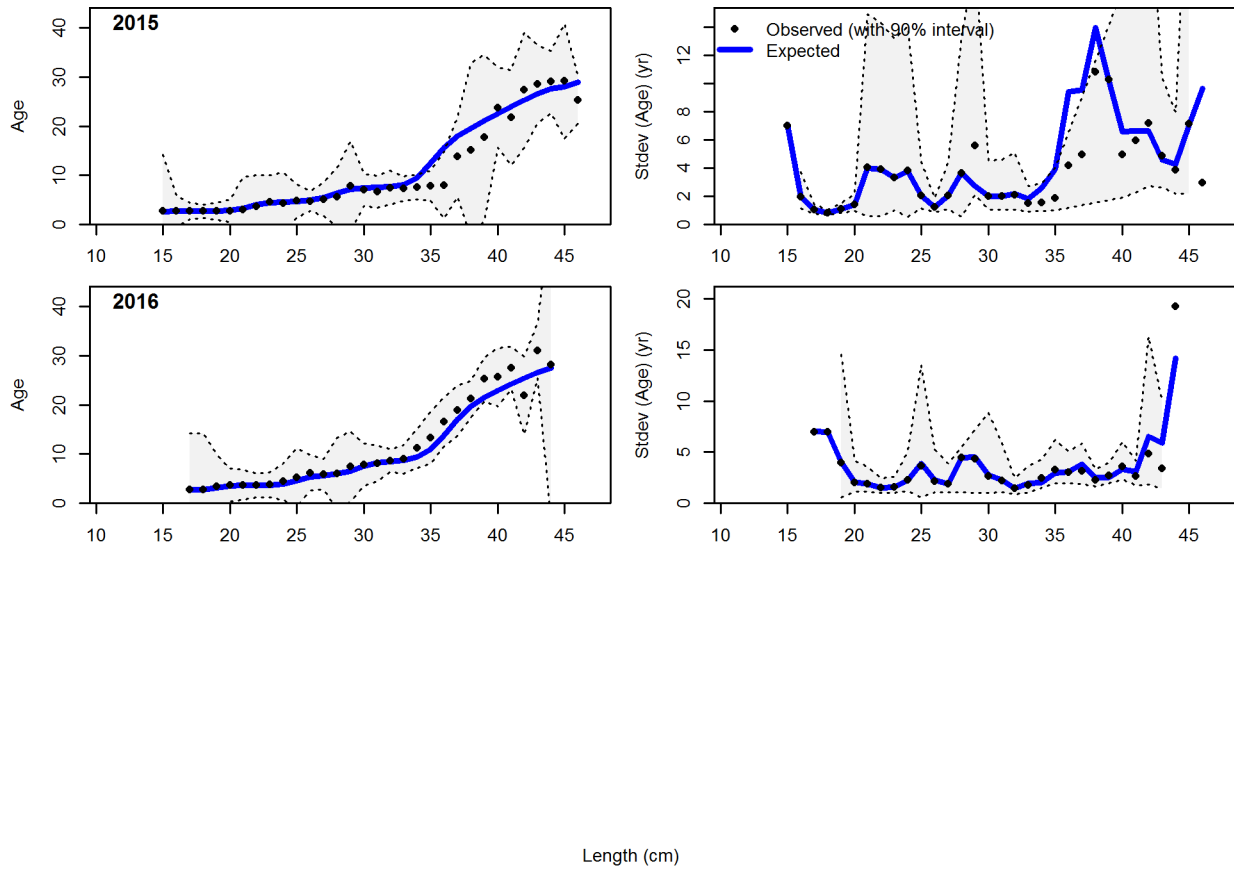 2015
Observed (with 90% interval)
Expected
Age
0 10 20 30 40
10 15 20 25 30 35 40 45
Stdev (Age) (yr)
0 2 4 6 8 12
10 15 20 25 30 35 40 45
2016
Age
0 10 20 30 40
10 15 20 25 30 35 40 45
Stdev (Age) (yr)
0 5 10 15 20
10 15 20 25 30 35 40 45
Length (cm)